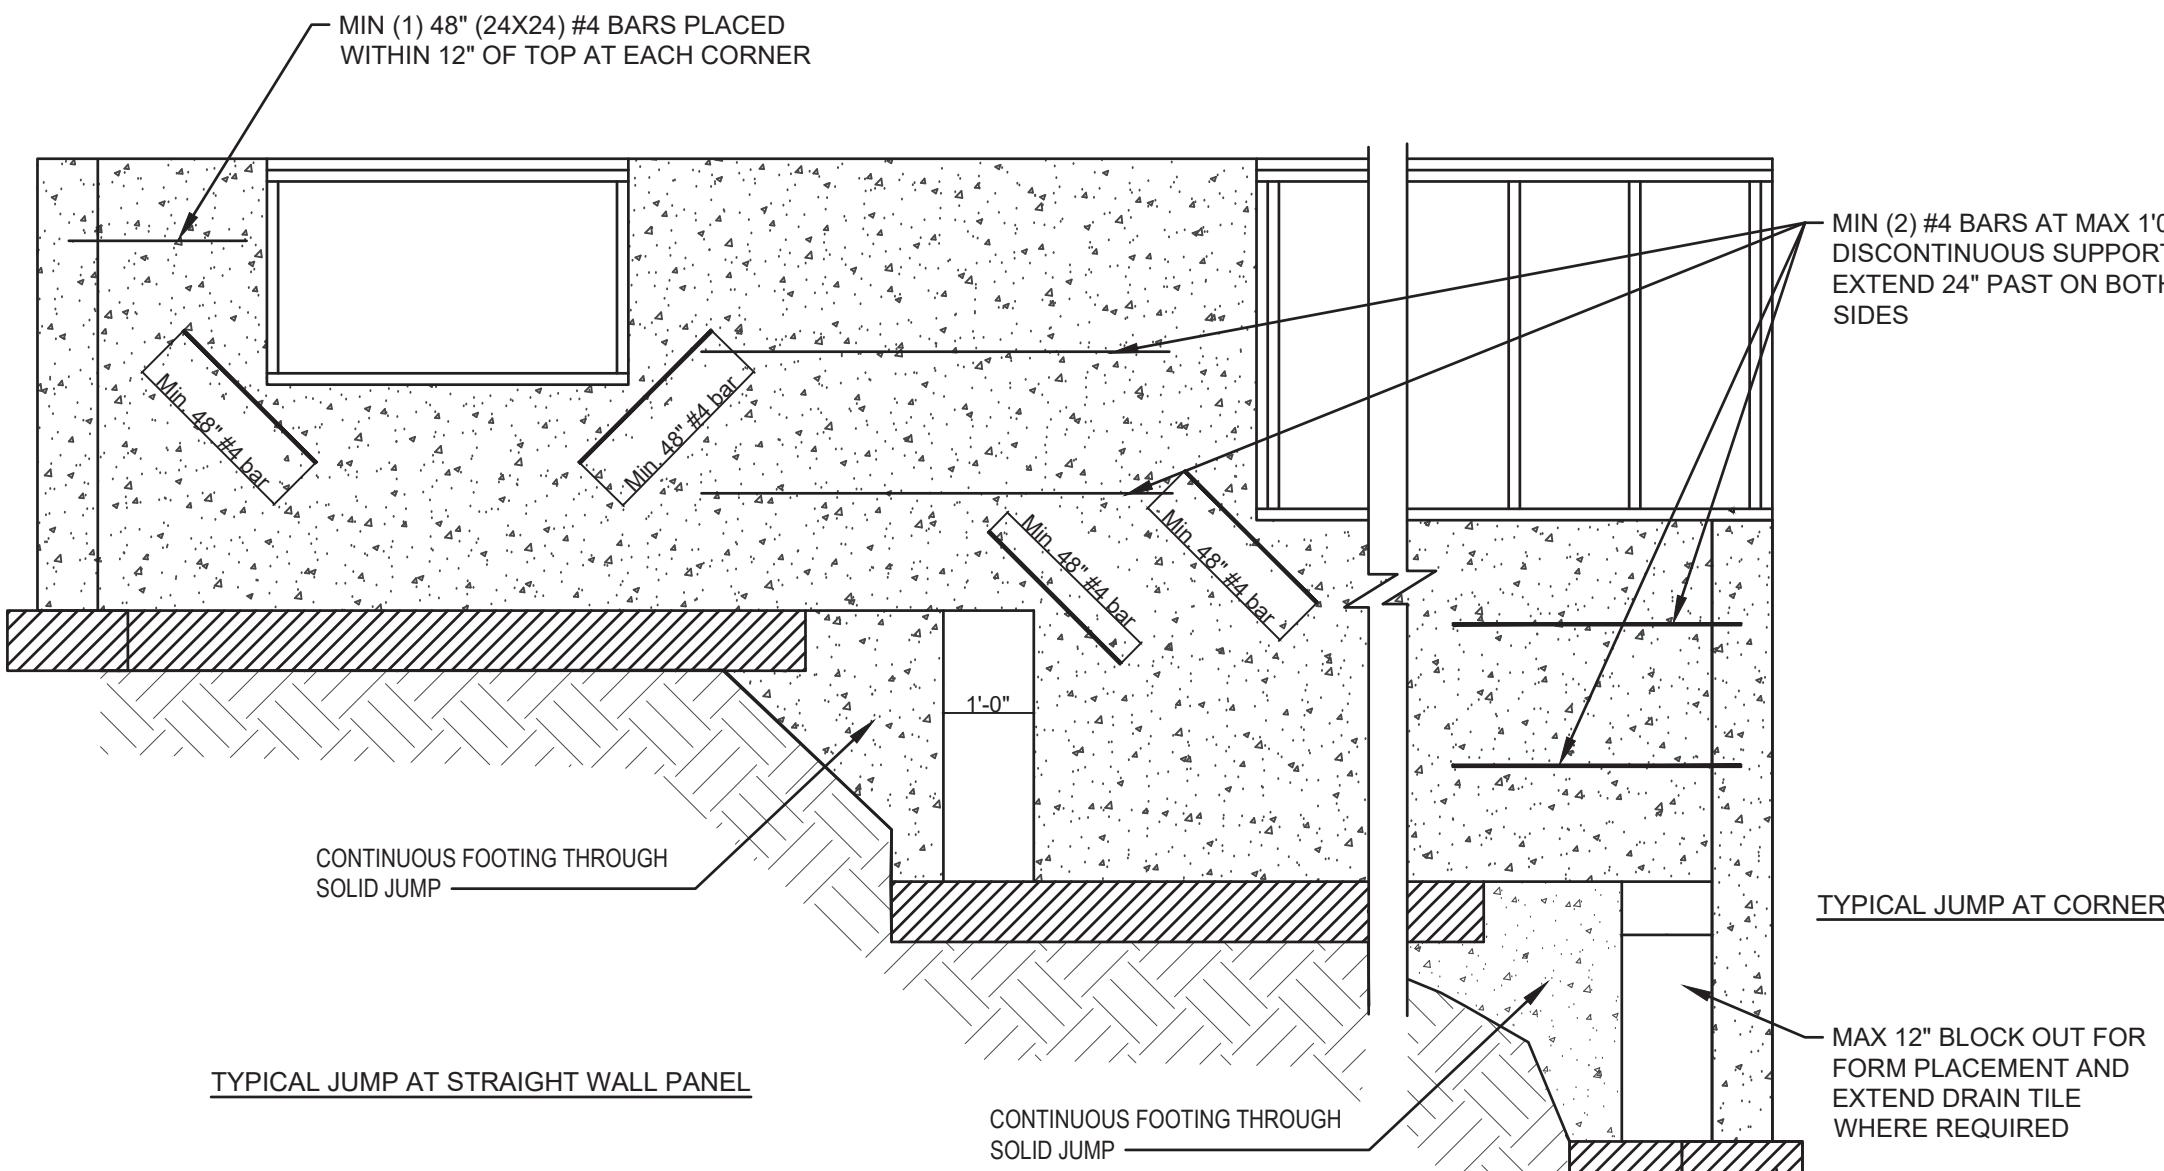 MIN (1) 48" (24X24) #4 BARS PLACED
WITHIN 12" OF TOP AT EACH CORNER
MIN (2) #4 BARS AT MAX 1'0
DISCONTINUOUS SUPPORT
EXTEND 24" PAST ON BOTH
SIDES
Min. 48" #4 bar
Min. 48" #4 bar
Min. 48" #4 bar
Min. 48" #4 bar
1'-0"
CONTINUOUS FOOTING THROUGH
SOLID JUMP
TYPICAL JUMP AT CORNER
TYPICAL JUMP AT STRAIGHT WALL PANEL
MAX 12" BLOCK OUT FOR
FORM PLACEMENT AND
EXTEND DRAIN TILE
WHERE REQUIRED
CONTINUOUS FOOTING THROUGH
SOLID JUMP